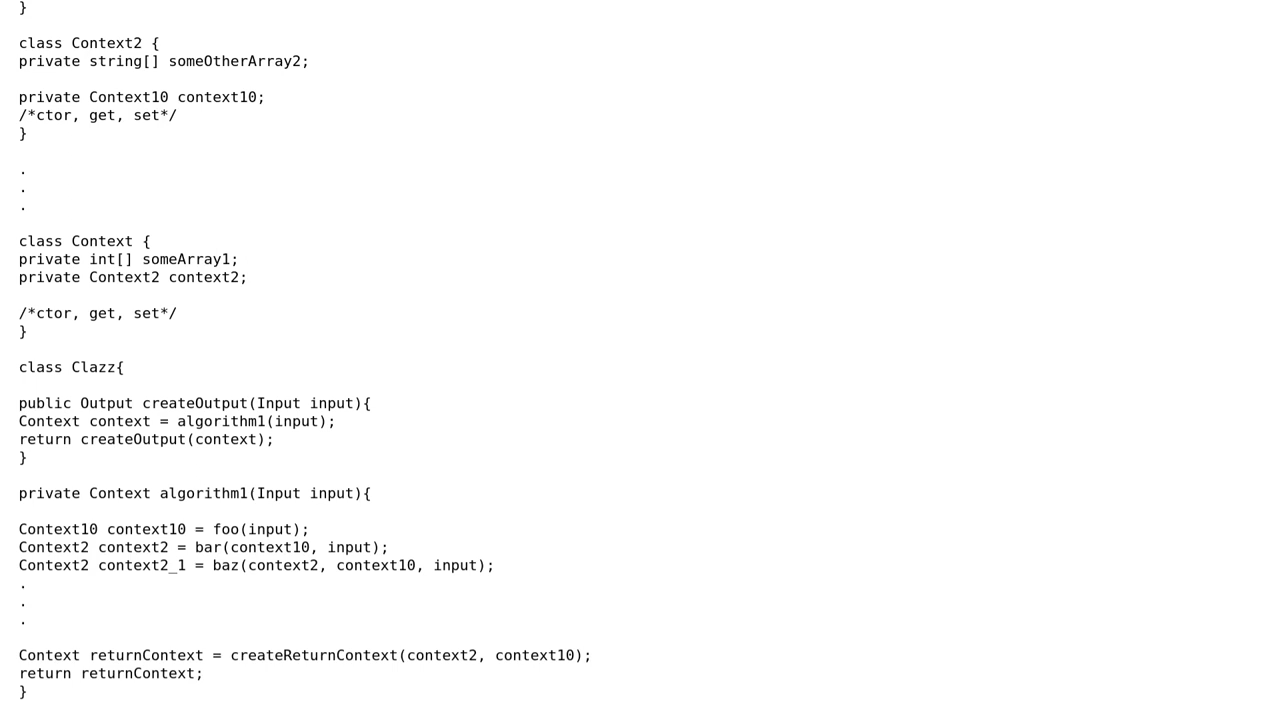 }
class Context2 {
private string[] someOtherArray2;
private Context10 context10;
/*ctor, get, set*/
}
.
.
.
class Context {
private int[] someArray1;
private Context2 context2;
/*ctor, get, set*/
}
class Clazz{
public Output createOutput(Input input){
Context context = algorithm1(input);
return createOutput(context);
}
private Context algorithm1(Input input){
Context10 context10 = foo(input);
Context2 context2 = bar(context10, input);
Context2 context2_1 = baz(context2, context10, input);
.
.
.
Context returnContext = createReturnContext(context2, context10);
return returnContext;
}